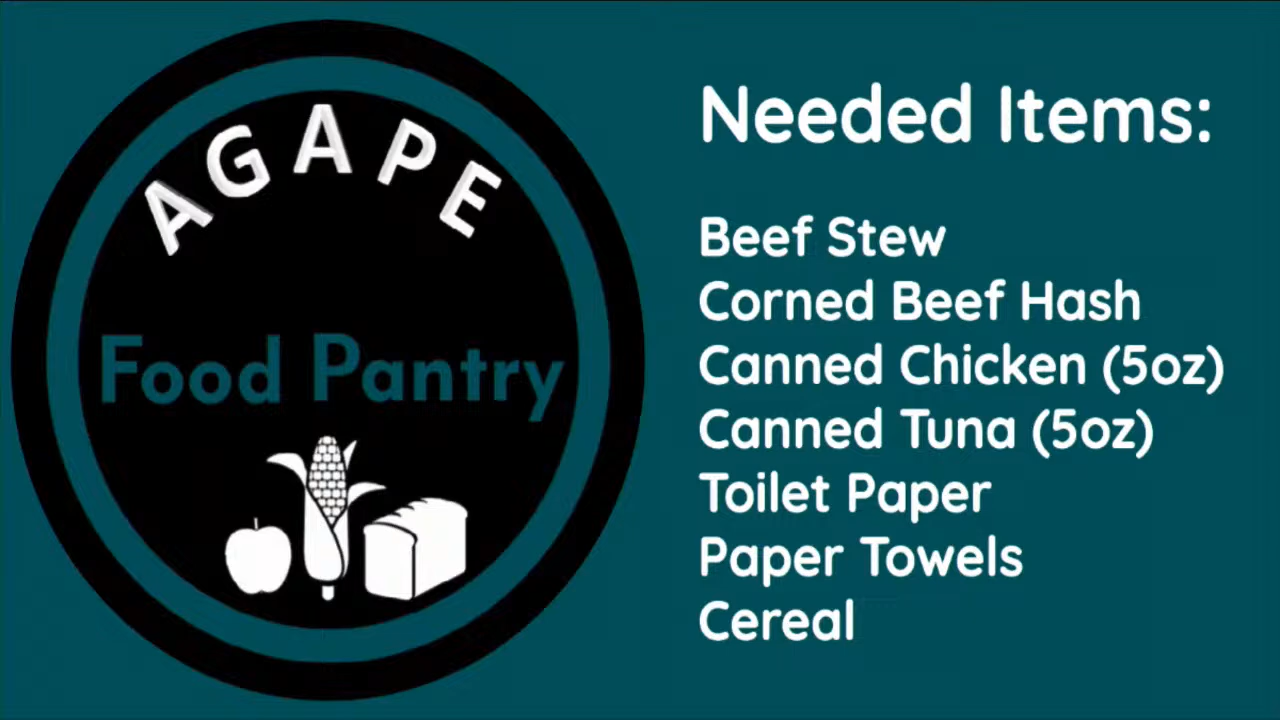 AGAPE
Food Pantry
Needed Items:
Beef Stew
Corned Beef Hash
Canned Chicken (5oz)
Canned Tuna (5oz)
Toilet Paper
Paper Towels
Cereal